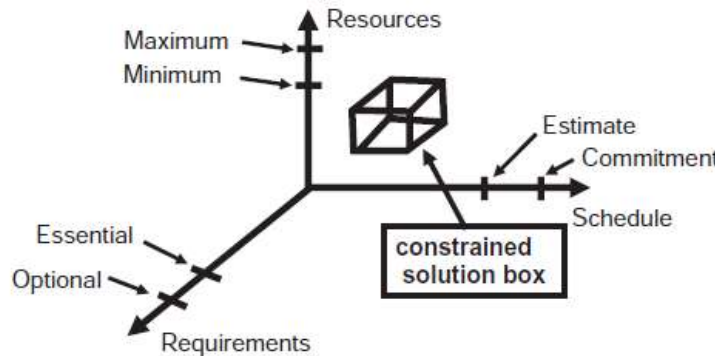 Resources
Maximum
Minimum
Estimate
Commitment
Schedule
constrained
solution box
Essential
Optional
Requirements